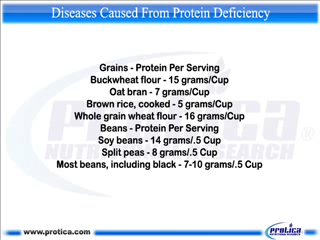 Diseases Caused From Protein Deficiency
Grains - Protein Per Serving
Buckwheat flour - 15 grams/Cup
Oat bran - 7 grams/Cup
Brown rice, cooked - 5 grams/Cup
Whole grain wheat flour - 16 grams/Cup
Beans - Protein Per Serving
Soy beans - 14 grams/.5 Cup
Split peas - 8 grams/.5 Cup
Most beans, including black - 7-10 grams/.5 Cup
protica
RESEARCH
www.protica.com
protica